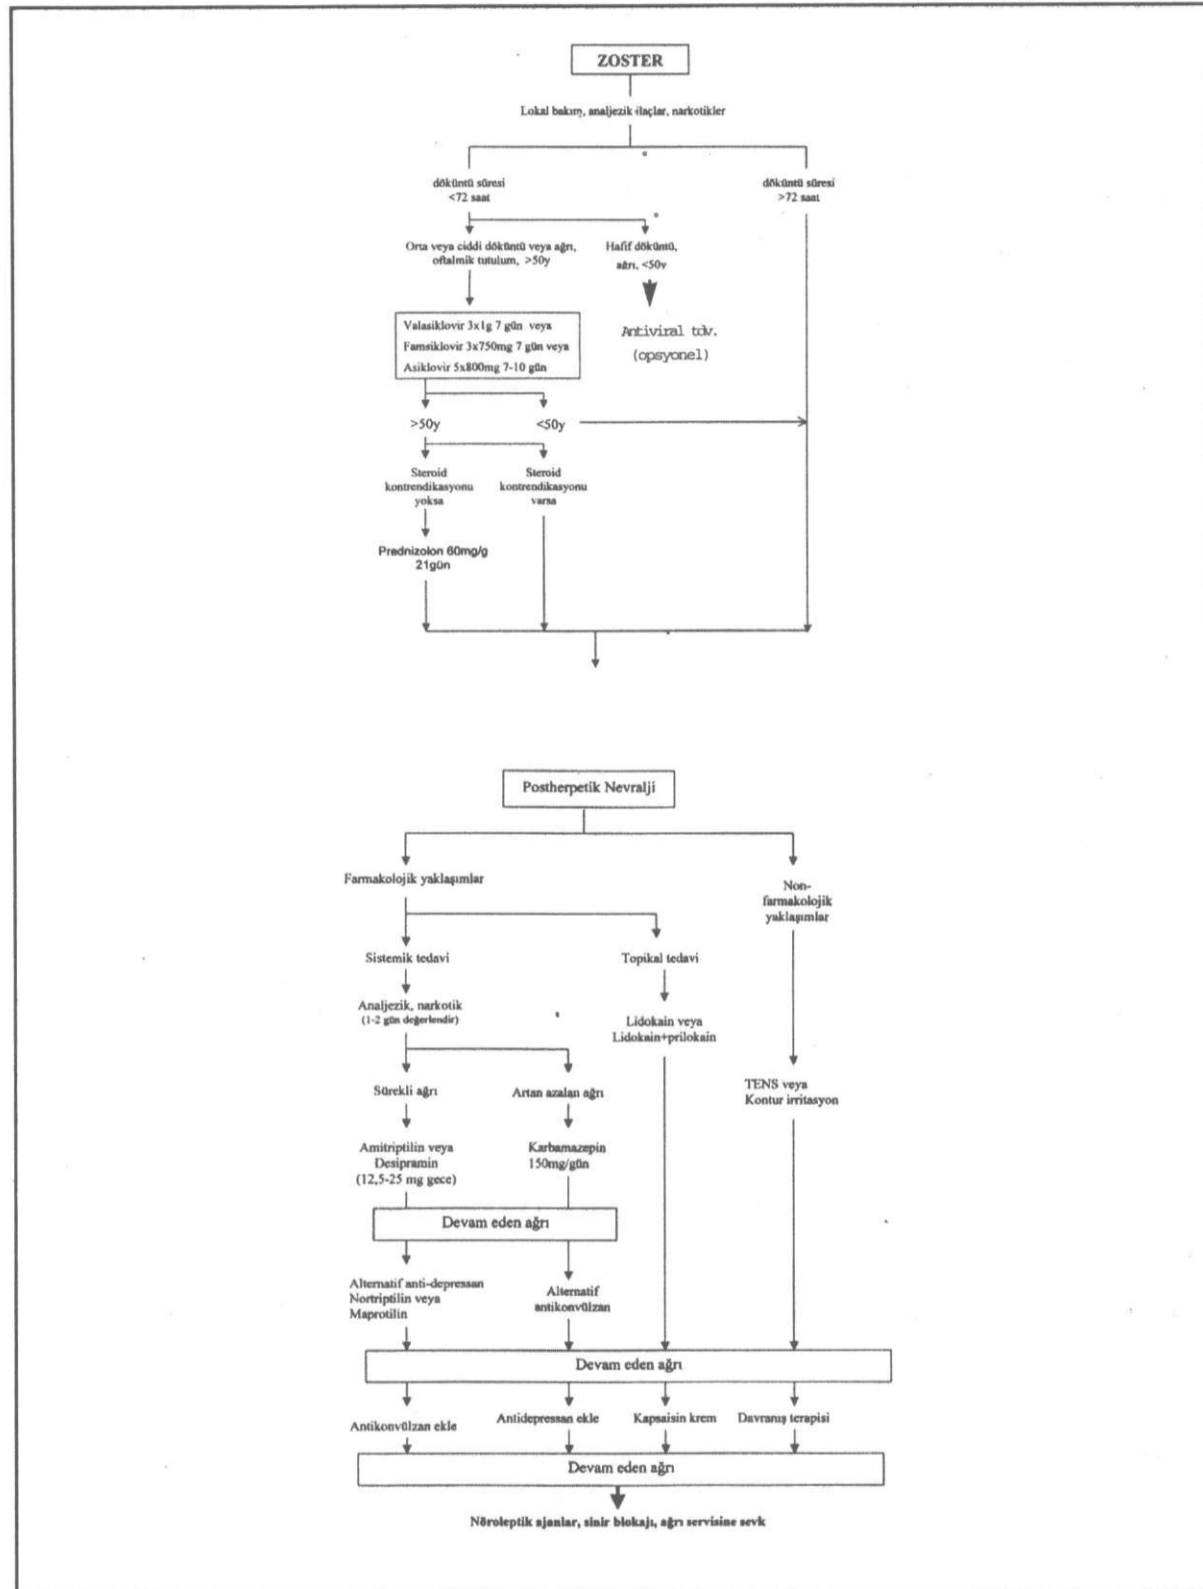 ZOSTER
Lokal bakım, analjezik ilaçlar, narkotikler
döküntü süresi
<72 saat
döküntü süresi
>72 saat
Orta veya ciddi döküntü veya ağrı,
oftalmik tutulum, >50y
Hafif döküntü,
ağrı, <50y
Valasiklovir 3x1g 7 gün veya
Famsiklovir 3x750mg 7 gün veya
Asiklovir 5x800mg 7-10 gün
Antiviral tdv.
(opsyonel)
>50y
<50y
Steroid
kontrendikasyonu
yoksa
Steroid
kontrendikasyonu
varsa
Prednizolon 60mg/g
21gün
Postherpetik Nevralji
Farmakolojik yaklaşımlar
Non-
farmakolojik
yaklaşımlar
Sistemik tedavi
Topikal tedavi
Analjezik, narkotik
(1-2 gün değerlendir)
Lidokain veya
Lidokain+prilokain
Sürekli ağrı
Artan azalan ağrı
TENS veya
Kontur irritasyon
Amitriptilin veya
Desipramin
(12,5-25 mg gece)
Karbamazepin
150mg/gün
Devam eden ağrı
Alternatif anti-depressan
Nortriptilin veya
Maprotilin
Alternatif
antikonvülzan
Devam eden ağrı
Antikonvülzan ekle
Antidepressan ekle
Kapsaisin krem
Davranış terapisi
Devam eden ağrı
Nöroleptik ajanlar, sinir blokajı, ağrı servisine sevk